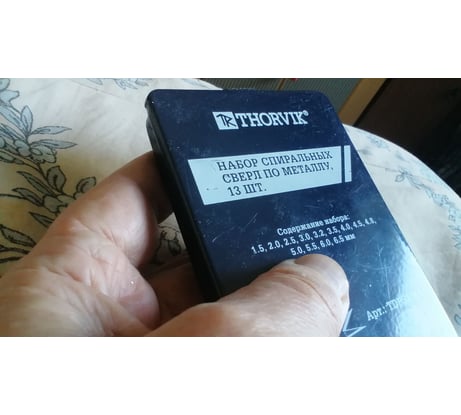 THORVIK®
НАБОР СПИРАЛЬНЫХ
СВЕРЛ ПО МЕТАЛЛУ,
13 ШТ.
Содержание набора:
1.5, 2.0, 2.5, 3.0, 3.2, 3.5, 4.0, 4.5, 4.8,
5.0, 5.5, 6.0, 6.5 мм
Арт.: